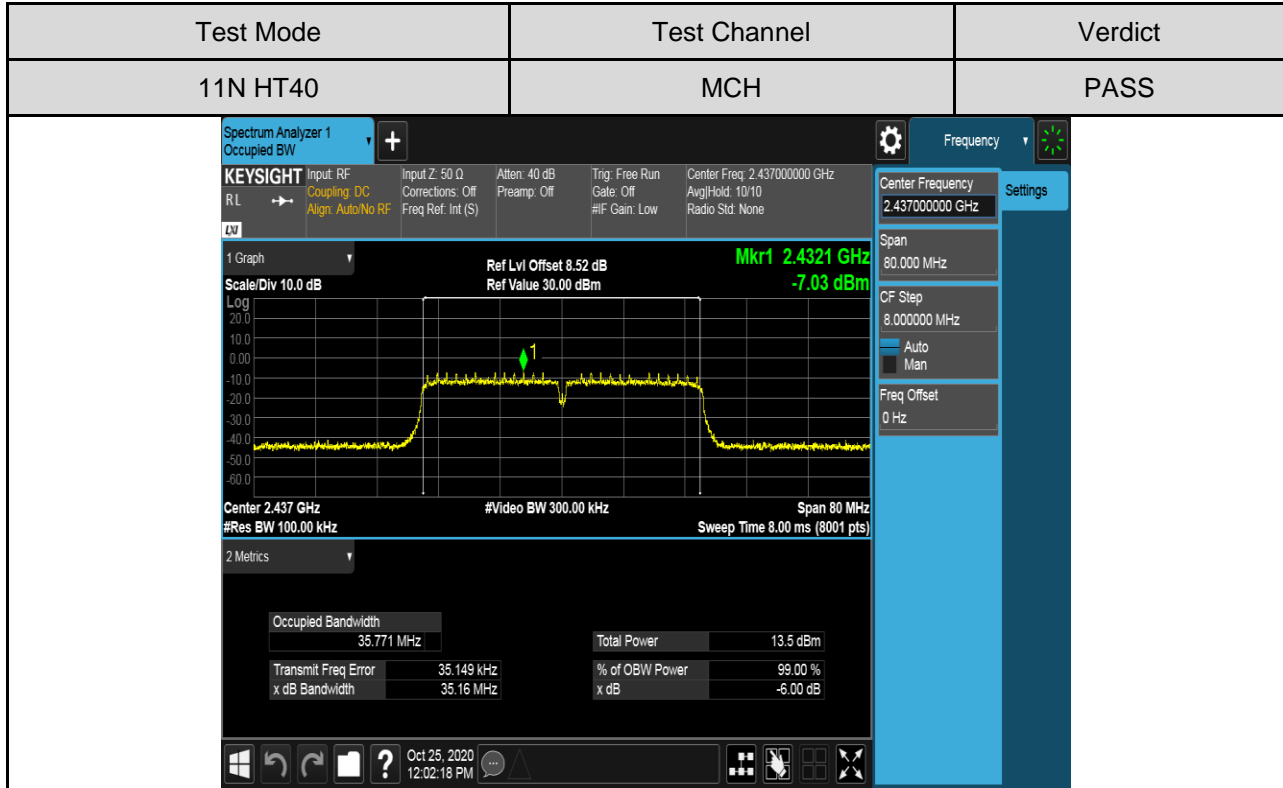 Test Mode Test Channel Verdict
11N HT40 MCH PASS
Spectrum Analyzer 1
Occupied BW
+
Frequency
KEYSIGHT
RL
LXI
Input: RF
Coupling: DC
Align: Auto/No RF
Input Z: 50 Ω
Corrections: Off
Freq Ref: Int (S)
Atten: 40 dB
Preamp: Off
Trig: Free Run
Gate: Off
#IF Gain: Low
Center Freq: 2.437000000 GHz
Avg|Hold: 10/10
Radio Std: None
Center Frequency
2.437000000 GHz
Settings
Span
80.000 MHz
CF Step
8.000000 MHz
Auto
Man
Freq Offset
0 Hz
1 Graph
Scale/Div 10.0 dB
Ref Lvl Offset 8.52 dB
Ref Value 30.00 dBm
Mkr1 2.4321 GHz
-7.03 dBm
Log
20.0
10.0
0.00
-10.0
-20.0
-30.0
-40.0
-50.0
-60.0
1
Center 2.437 GHz #Video BW 300.00 kHz Span 80 MHz
#Res BW 100.00 kHz Sweep Time 8.00 ms (8001 pts)
2 Metrics
Occupied Bandwidth
35.771 MHz Total Power 13.5 dBm
Transmit Freq Error 35.149 kHz % of OBW Power 99.00 %
x dB Bandwidth 35.16 MHz x dB -6.00 dB
?
Oct 25, 2020
12:02:18 PM